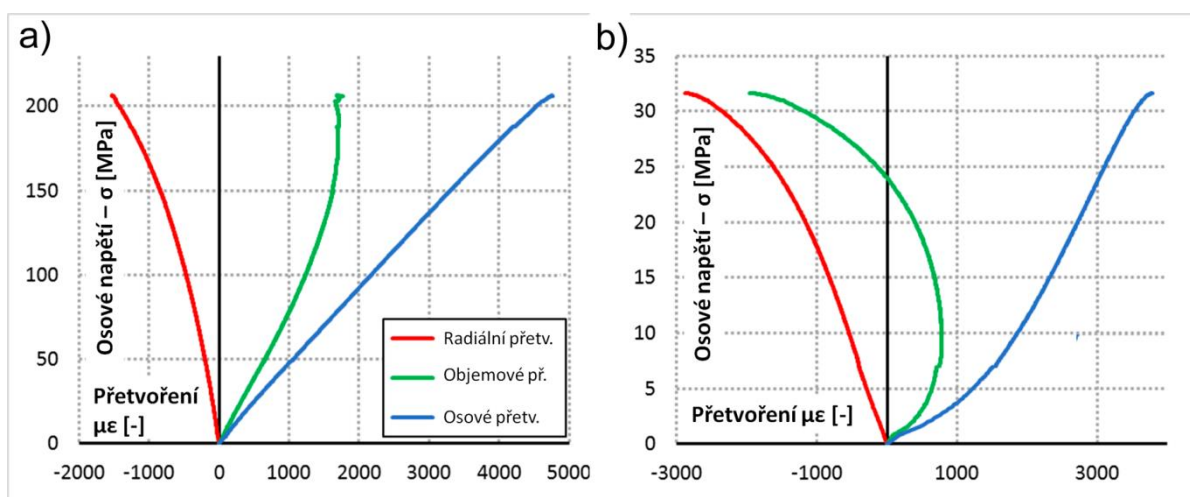 a)
Osové napětí – σ [MPa]
200
150
100
50
0
Přetvoření
με [-]
-2000 -1000 0 1000 2000 3000 4000 5000
Radiální přetv.
Objemové př.
Osové přetv.
b)
Osové napětí – σ [MPa]
35
30
25
20
15
10
5
0
Přetvoření με [-]
-3000 -1000 1000 3000